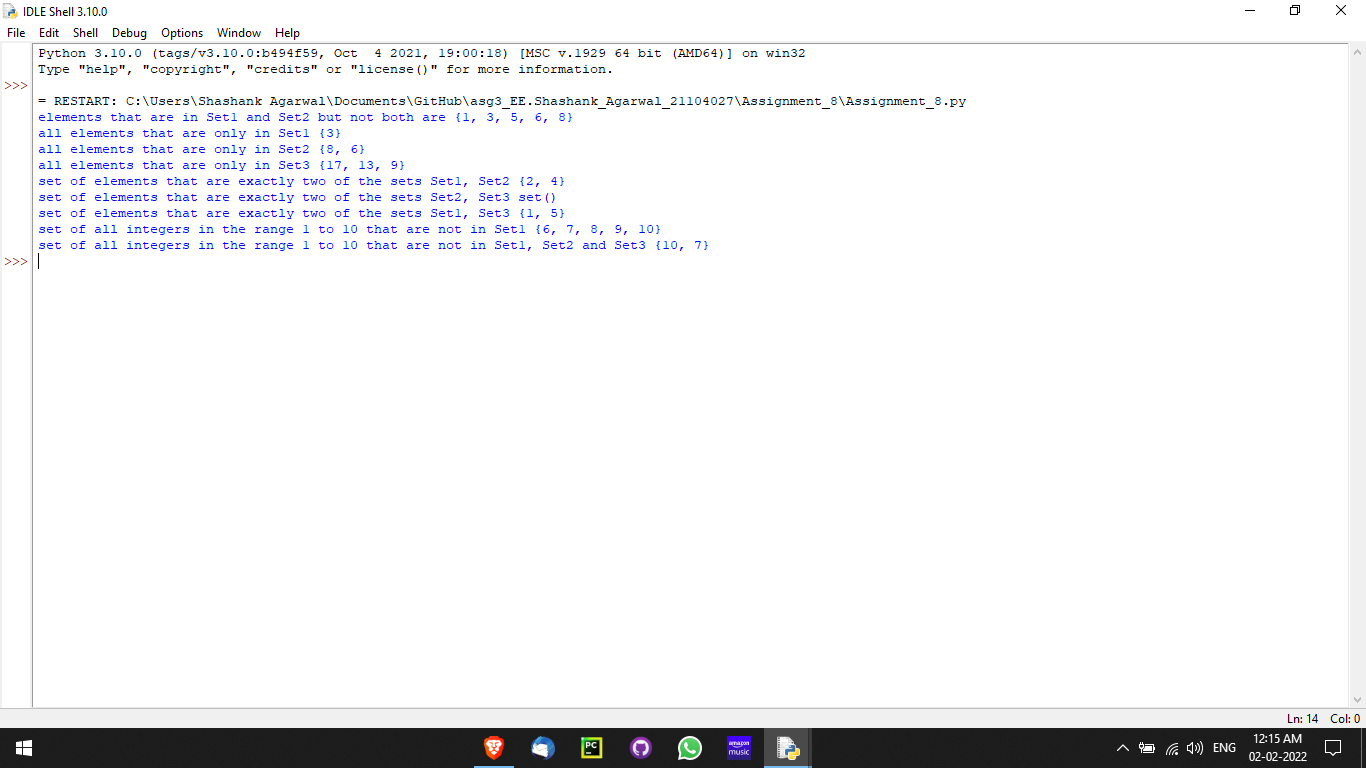 IDLE Shell 3.10.0
File Edit Shell Debug Options Window Help
Python 3.10.0 (tags/v3.10.0:b494f59, Oct  4 2021, 19:00:18) [MSC v.1929 64 bit (AMD64)] on win32
Type "help", "copyright", "credits" or "license()" for more information.
>>>
= RESTART: C:\Users\Shashank Agarwal\Documents\GitHub\asg3_EE.Shashank_Agarwal_21104027\Assignment_8\Assignment_8.py
elements that are in Set1 and Set2 but not both are {1, 3, 5, 6, 8}
all elements that are only in Set1 {3}
all elements that are only in Set2 {8, 6}
all elements that are only in Set3 {17, 13, 9}
set of elements that are exactly two of the sets Set1, Set2 {2, 4}
set of elements that are exactly two of the sets Set2, Set3 set()
set of elements that are exactly two of the sets Set1, Set3 {1, 5}
set of all integers in the range 1 to 10 that are not in Set1 {6, 7, 8, 9, 10}
set of all integers in the range 1 to 10 that are not in Set1, Set2 and Set3 {10, 7}
>>>
Ln: 14 Col: 0
PC
amazon music
ENG
12:15 AM
02-02-2022